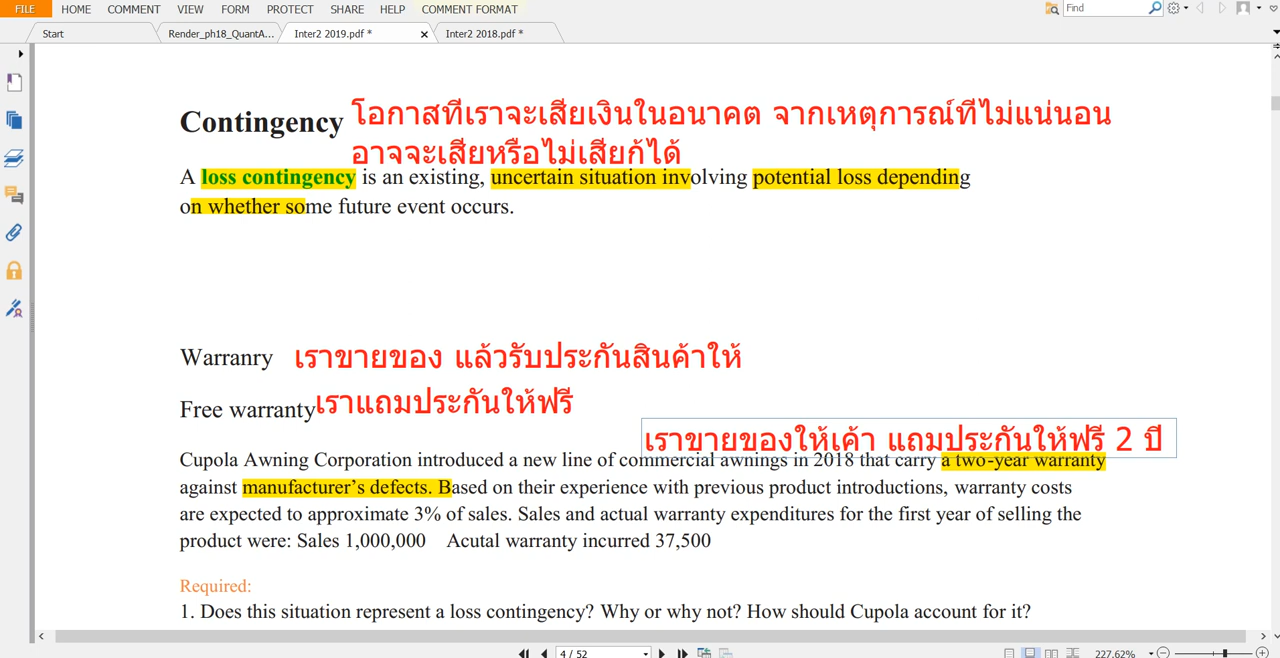 FILE HOME COMMENT VIEW FORM PROTECT SHARE HELP COMMENT FORMAT Find
Start Render_ph18_QuantA... Inter2 2019.pdf * Inter2 2018.pdf *
Contingency โอกาสที่เราจะเสียเงินในอนาคต จากเหตุการณ์ที่ไม่แน่นอน
อาจจะเสียหรือไม่เสียก้ได้
A loss contingency is an existing, uncertain situation involving potential loss depending
on whether some future event occurs.
Warranry เราขายของ แล้วรับประกันสินค้าให้
Free warranty เราแถมประกันให้ฟรี
เราขายของให้เค้า แถมประกันให้ฟรี 2 ปี
Cupola Awning Corporation introduced a new line of commercial awnings in 2018 that carry a two-year warranty
against manufacturer’s defects. Based on their experience with previous product introductions, warranty costs
are expected to approximate 3% of sales. Sales and actual warranty expenditures for the first year of selling the
product were: Sales 1,000,000 Acutal warranty incurred 37,500
Required:
1. Does this situation represent a loss contingency? Why or why not? How should Cupola account for it?
4 / 52 227.62%